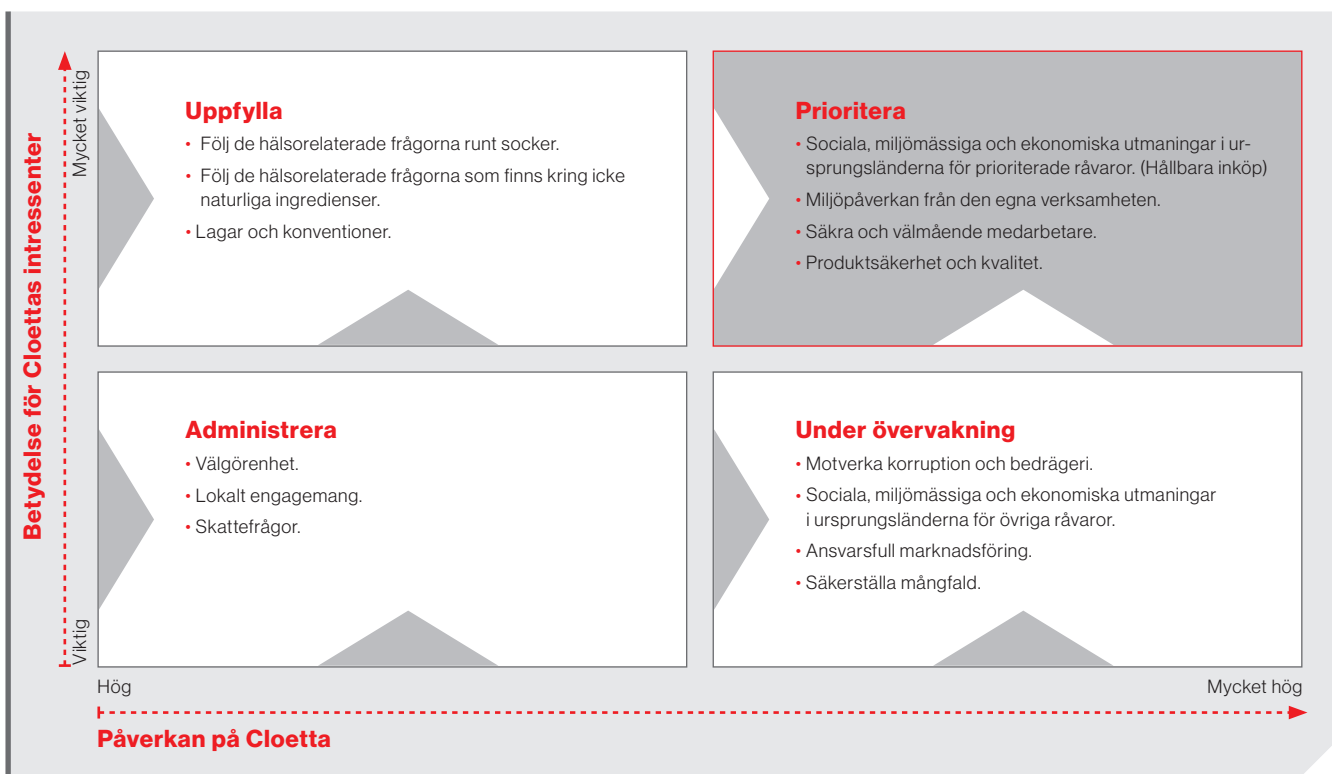 Betydelse för Cloettas intressenter
Mycket viktig
Viktig
Uppfylla
• Följ de hälsorelaterade frågorna runt socker.
• Följ de hälsorelaterade frågorna som finns kring icke
naturliga ingredienser.
• Lagar och konventioner.
Prioritera
• Sociala, miljömässiga och ekonomiska utmaningar i ur-
sprungsländerna för prioriterade råvaror. (Hållbara inköp)
• Miljöpåverkan från den egna verksamheten.
• Säkra och välmående medarbetare.
• Produktsäkerhet och kvalitet.
Administrera
• Välgörenhet.
• Lokalt engagemang.
• Skattefrågor.
Under övervakning
• Motverka korruption och bedrägeri.
• Sociala, miljömässiga och ekonomiska utmaningar
i ursprungsländerna för övriga råvaror.
• Ansvarsfull marknadsföring.
• Säkerställa mångfald.
Hög
Mycket hög
Påverkan på Cloetta